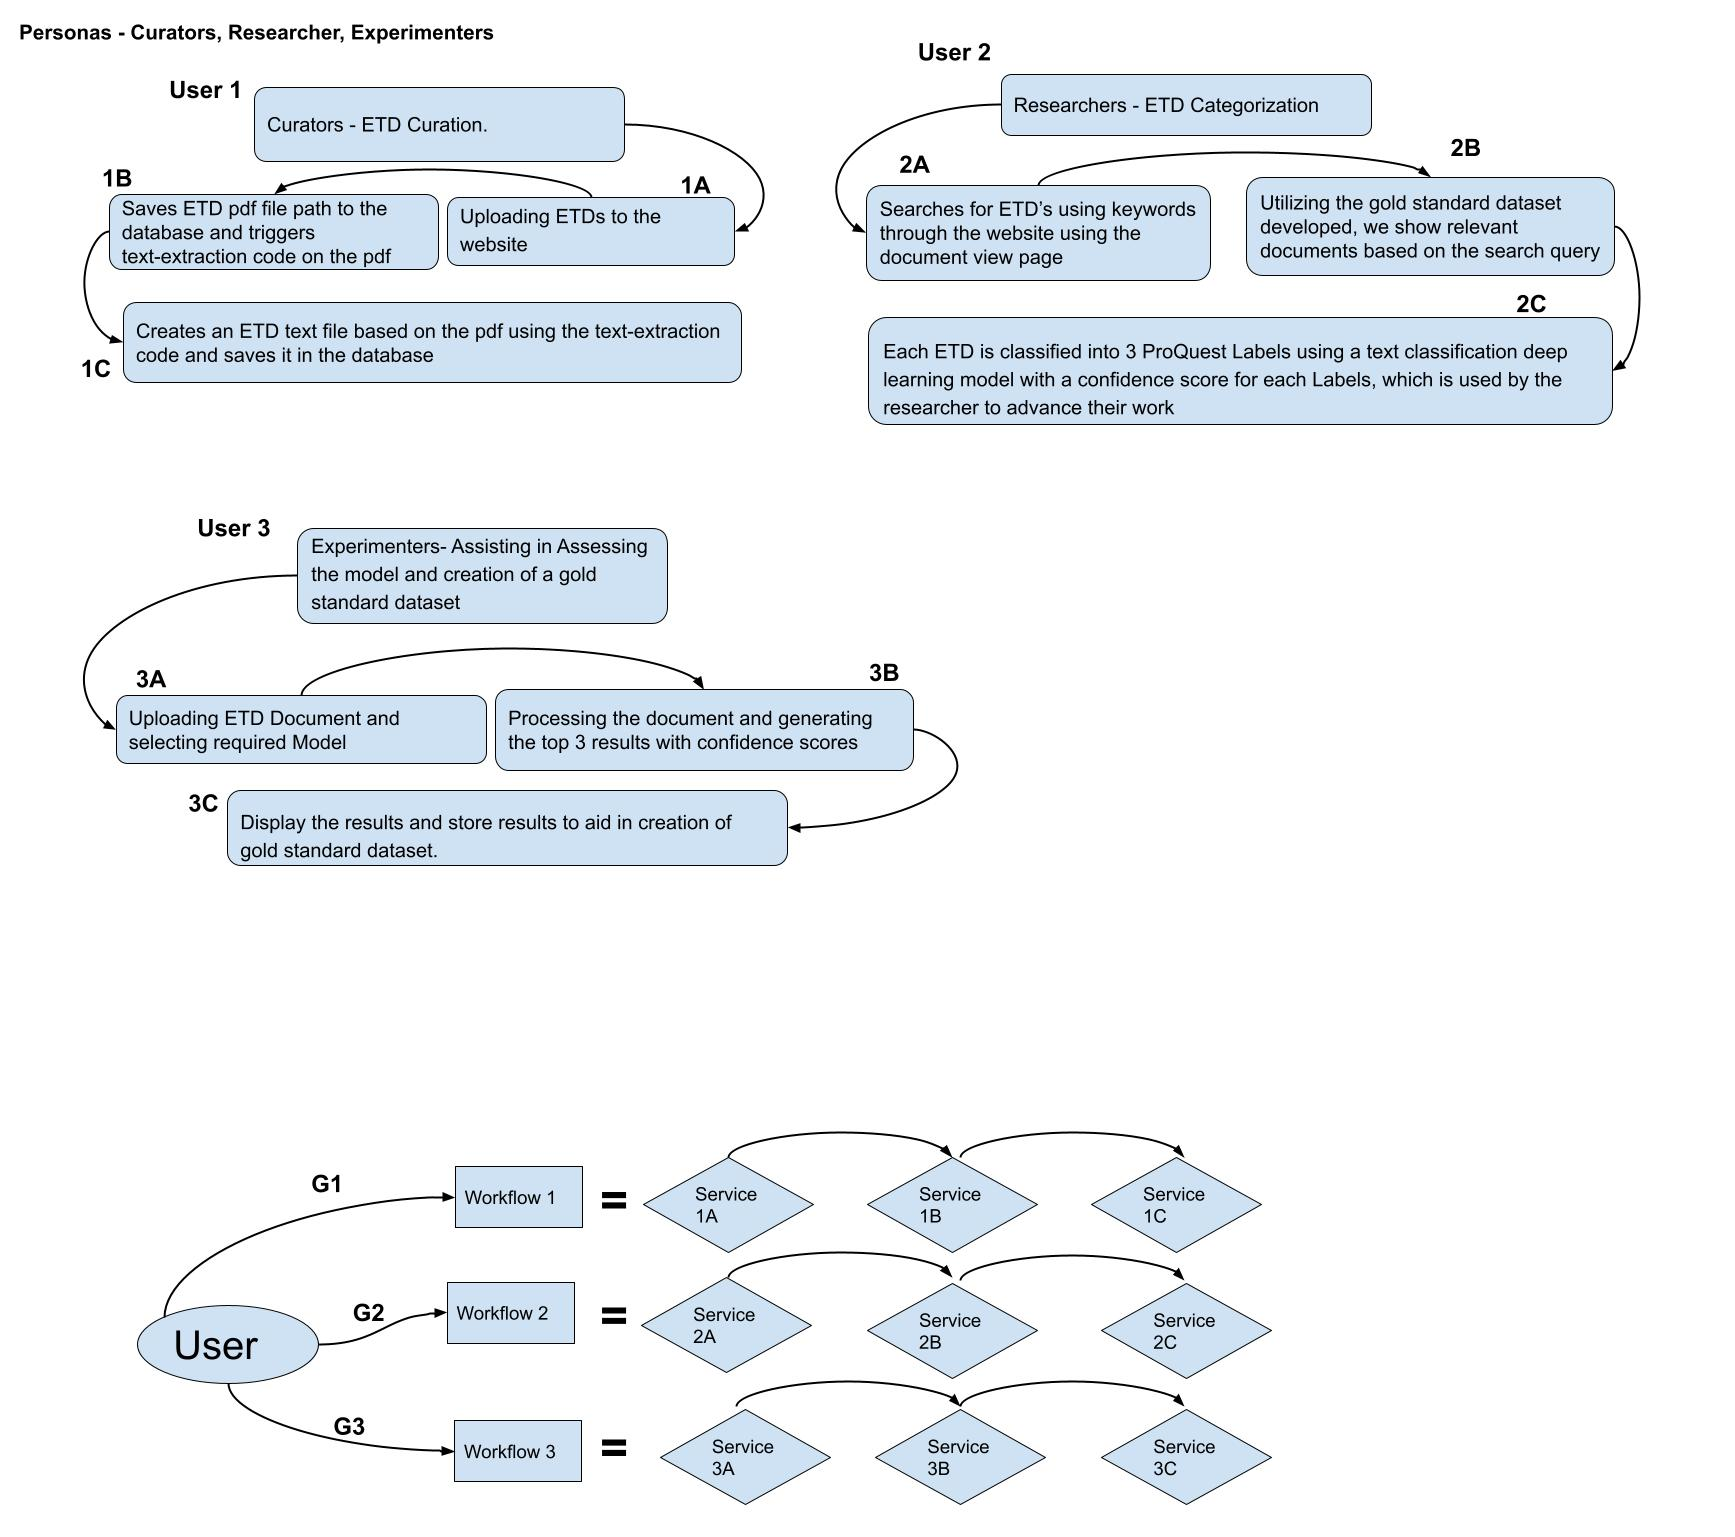 Personas - Curators, Researcher, Experimenters
User 1
Curators - ETD Curation.
1B
Saves ETD pdf file path to the
database and triggers
text-extraction code on the pdf
1A
Uploading ETDs to the
website
Creates an ETD text file based on the pdf using the text-extraction
code and saves it in the database
1C
User 2
Researchers - ETD Categorization
2A
Searches for ETD’s using keywords
through the website using the
document view page
2B
Utilizing the gold standard dataset
developed, we show relevant
documents based on the search query
2C
Each ETD is classified into 3 ProQuest Labels using a text classification deep
learning model with a confidence score for each Labels, which is used by the
researcher to advance their work
User 3
Experimenters- Assisting in Assessing
the model and creation of a gold
standard dataset
3A
Uploading ETD Document and
selecting required Model
3B
Processing the document and generating
the top 3 results with confidence scores
3C
Display the results and store results to aid in creation of
gold standard dataset.
User
G1
Workflow 1
=
Service
1A
Service
1B
Service
1C
G2
Workflow 2
=
Service
2A
Service
2B
Service
2C
G3
Workflow 3
=
Service
3A
Service
3B
Service
3C